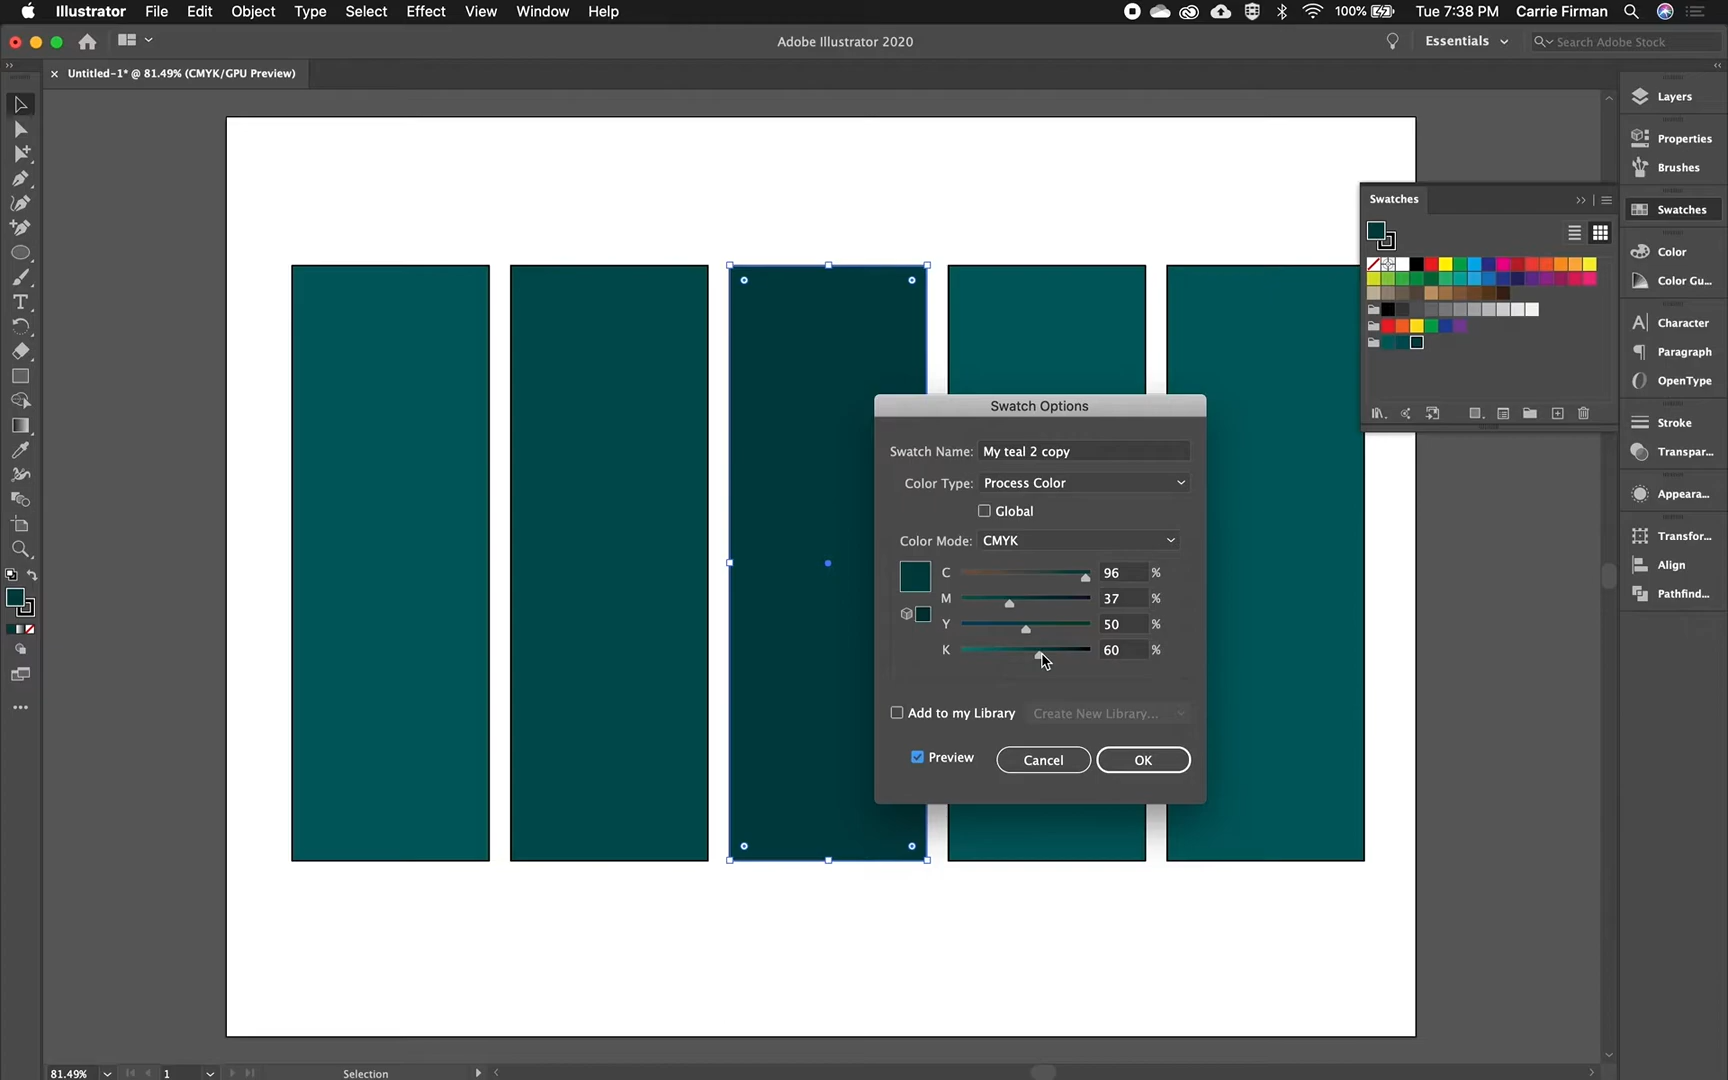 Illustrator File Edit Object Type Select Effect View Window Help 100% Tue 7:38 PM Carrie Firman
Adobe Illustrator 2020 Essentials Search Adobe Stock
× Untitled-1* @ 81.49% (CMYK/GPU Preview)
Layers
Properties
Brushes
Swatches
Swatches
Color
Color Gu...
Character
Paragraph
OpenType
Stroke
Transpar...
Appeara...
Transfor...
Align
Pathfind...
Swatch Options
Swatch Name: My teal 2 copy
Color Type: Process Color
Global
Color Mode: CMYK
C 96 %
M 37 %
Y 50 %
K 60 %
Add to my Library Create New Library...
Preview Cancel OK
81.49% 1 Selection